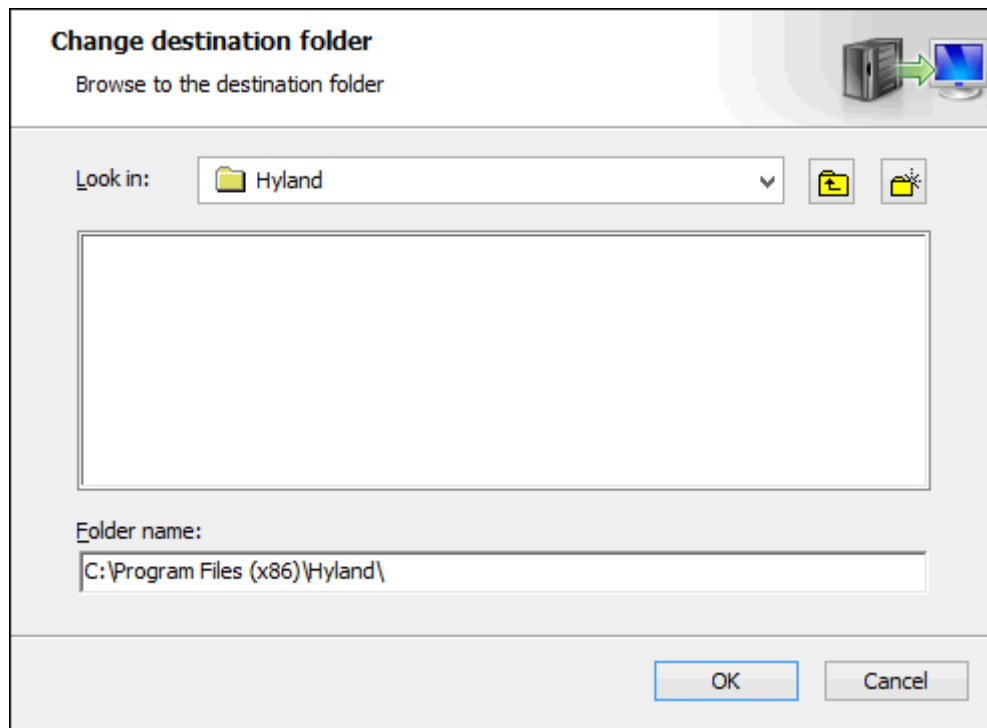 Change destination folder
Browse to the destination folder
Look in:
Hyland
Folder name:
C:\Program Files (x86)\Hyland\
OK
Cancel